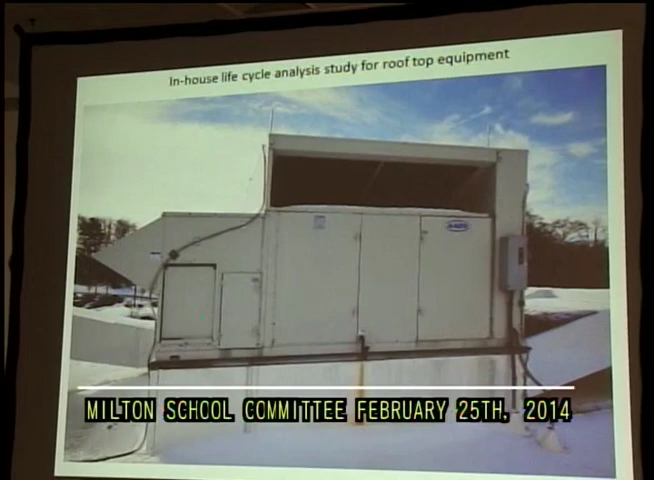 In-house life cycle analysis study for roof top equipment
MILTON SCHOOL COMMITTEE FEBRUARY 25TH, 2014